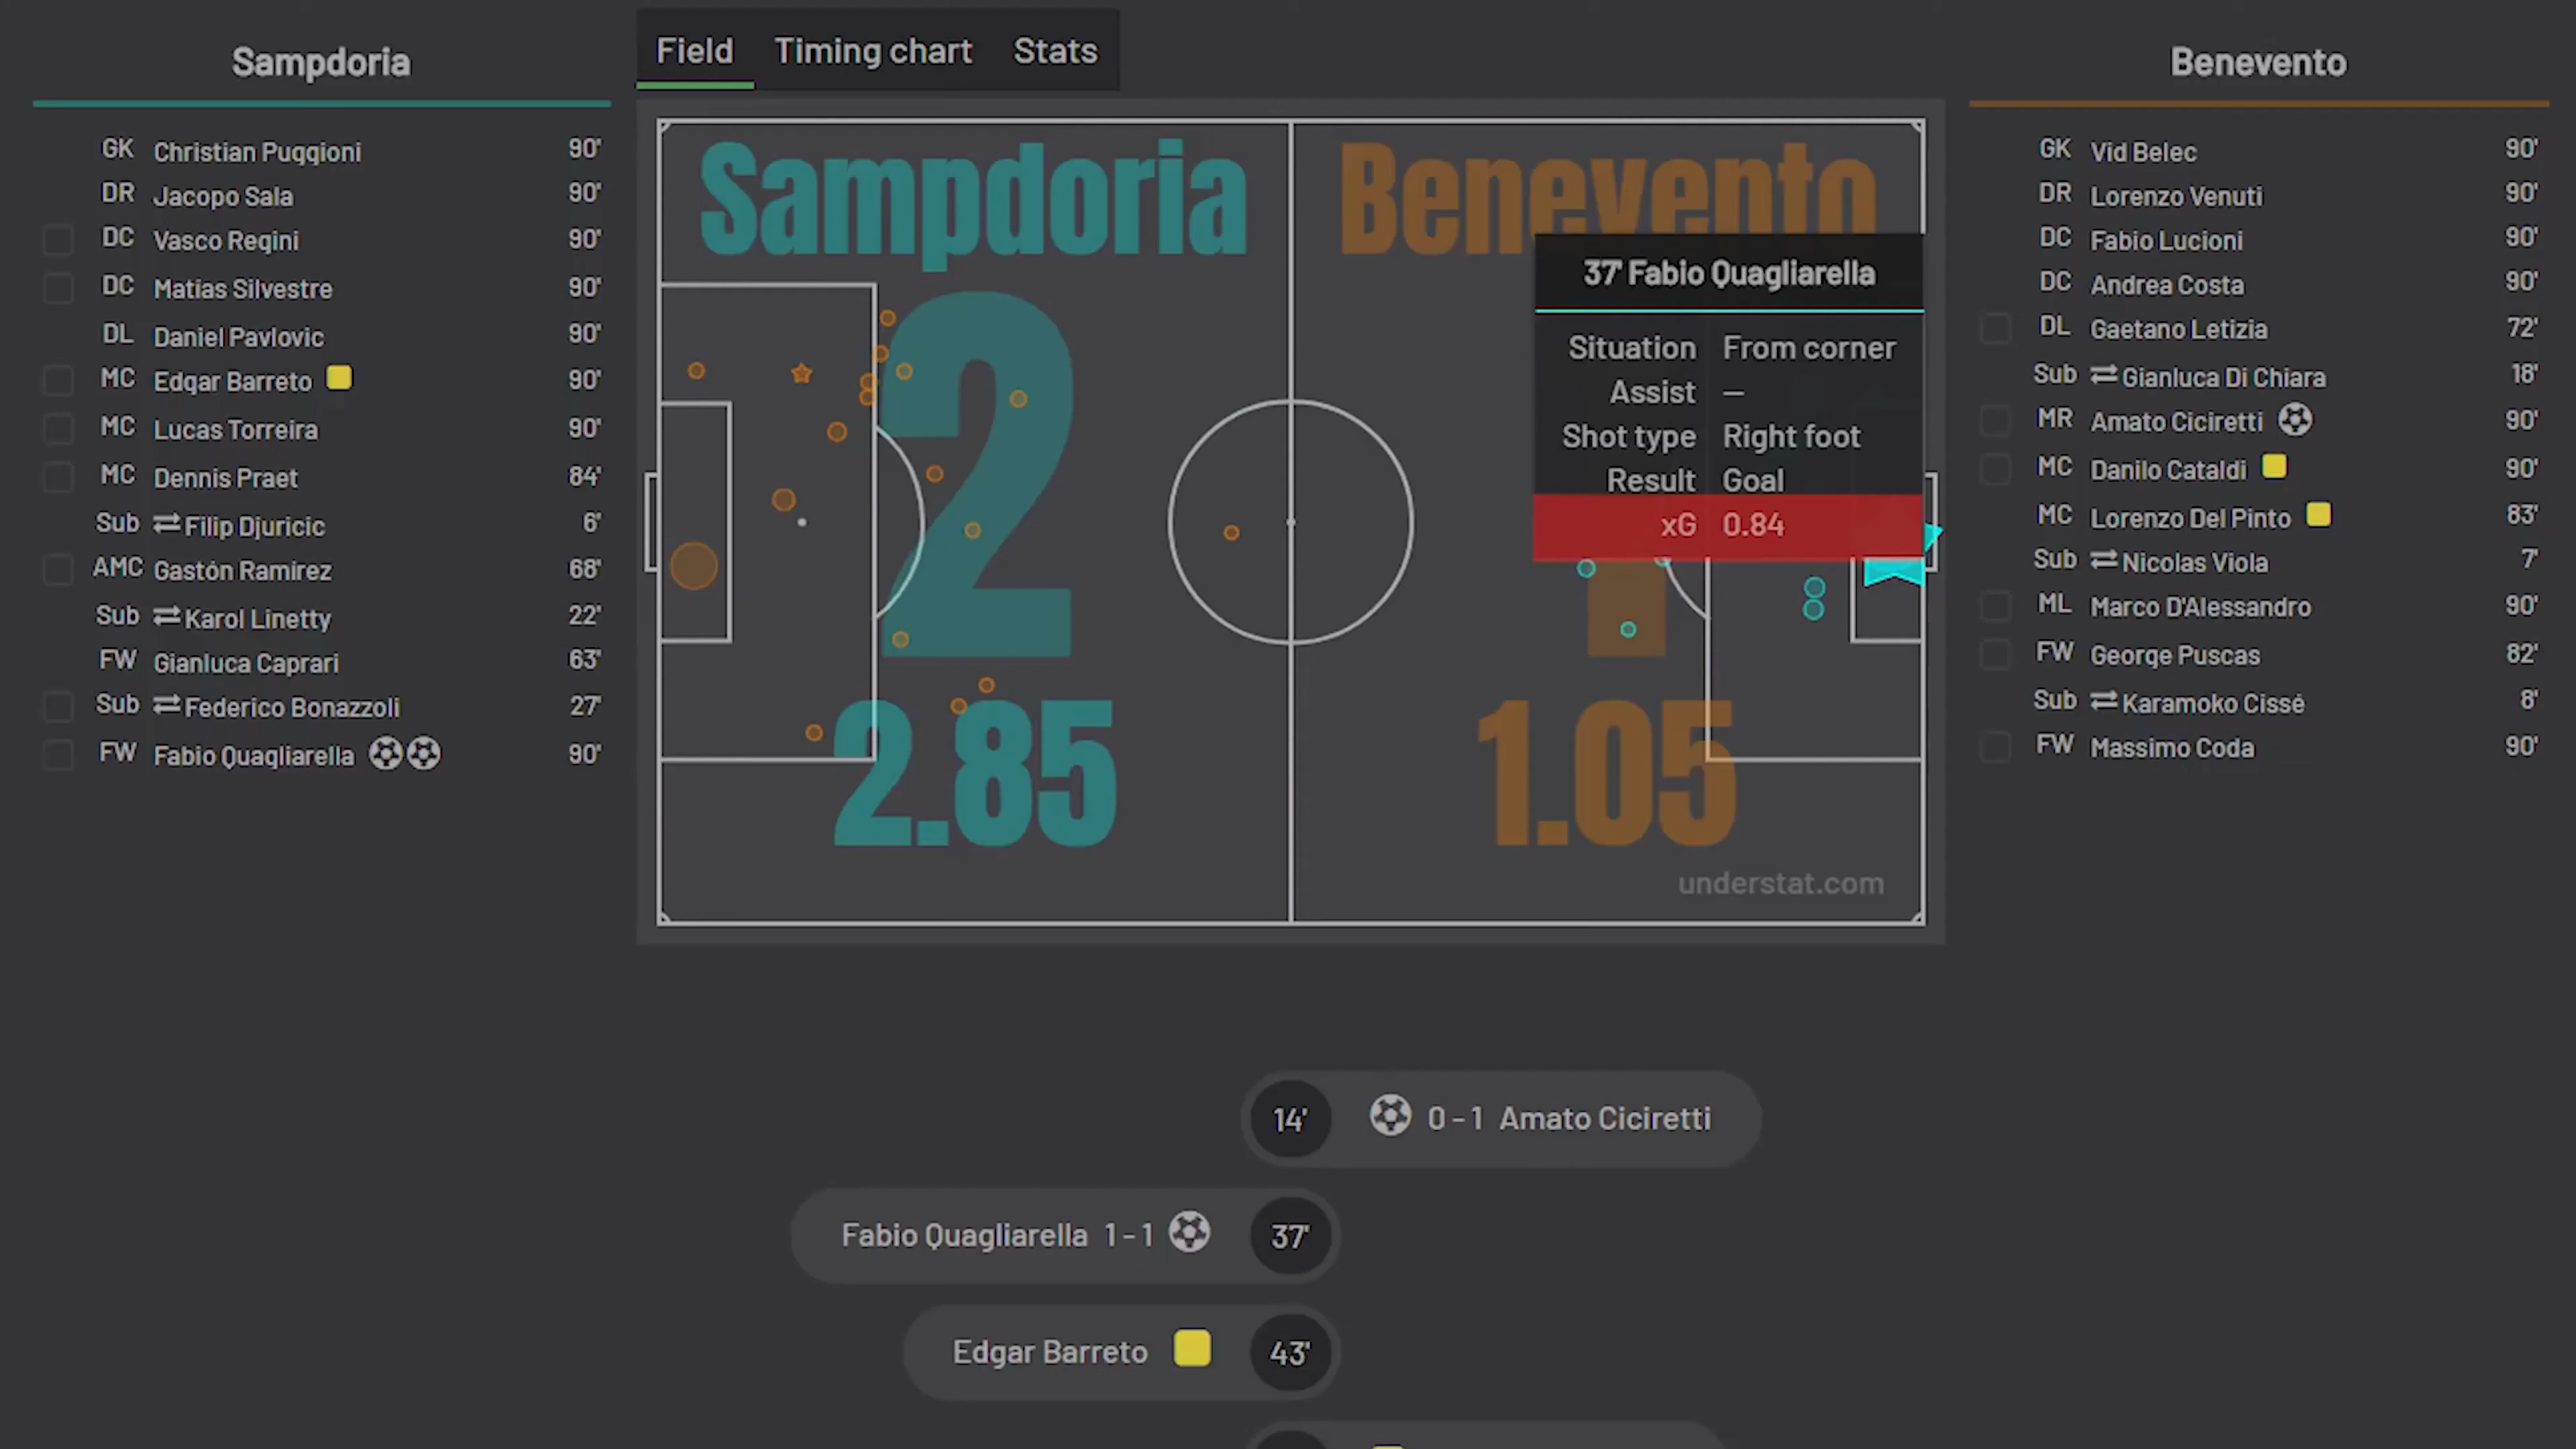 Sampdoria
GK Christian Puggioni 90'
DR Jacopo Sala 90'
DC Vasco Regini 90'
DC Matías Silvestre 90'
DL Daniel Pavlovic 90'
MC Edgar Barreto 90'
MC Lucas Torreira 90'
MC Dennis Praet 84'
Sub Filip Djuricic 6'
AMC Gastón Ramírez 68'
Sub Karol Linetty 22'
FW Gianluca Caprari 63'
Sub Federico Bonazzoli 27'
FW Fabio Quagliarella 90'
Field Timing chart Stats
Sampdoria Benevento
2
2.85 1.05
understat.com
37' Fabio Quagliarella
Situation From corner
Assist —
Shot type Right foot
Result Goal
xG 0.84
Benevento
GK Vid Belec 90'
DR Lorenzo Venuti 90'
DC Fabio Lucioni 90'
DC Andrea Costa 90'
DL Gaetano Letizia 72'
Sub Gianluca Di Chiara 18'
MR Amato Ciciretti 90'
MC Danilo Cataldi 90'
MC Lorenzo Del Pinto 83'
Sub Nicolas Viola 7'
ML Marco D'Alessandro 90'
FW George Puscas 82'
Sub Karamoko Cissé 8'
FW Massimo Coda 90'
14' 0 - 1 Amato Ciciretti
Fabio Quagliarella 1 - 1 37'
Edgar Barreto 43'